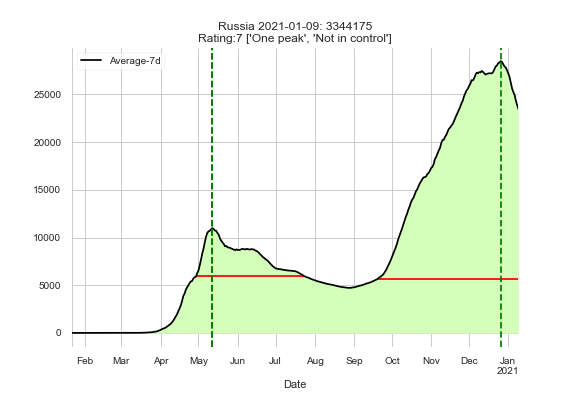 Russia 2021-01-09: 3344175
Rating:7 ['One peak', 'Not in control']
Average-7d
25000
20000
15000
10000
5000
0
Feb Mar Apr May Jun Jul Aug Sep Oct Nov Dec Jan
2021
Date